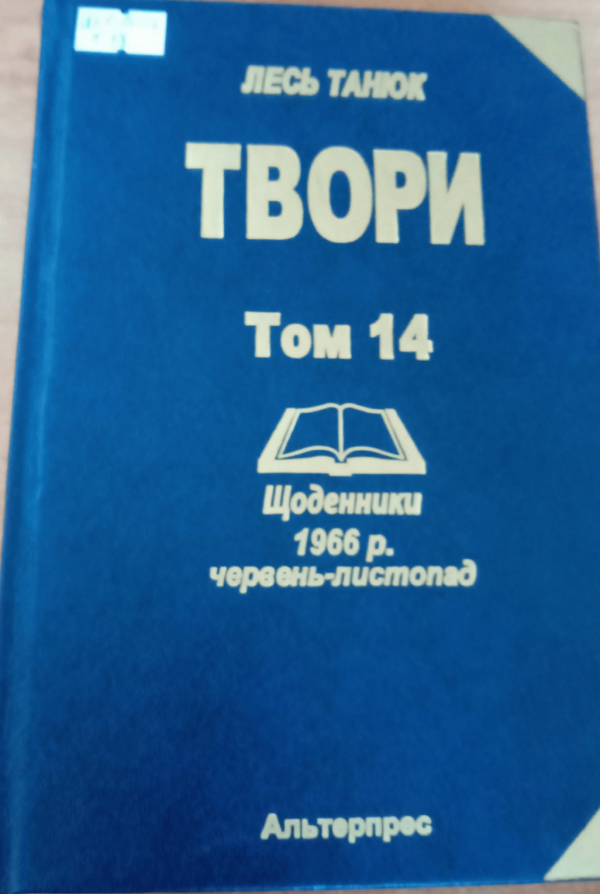 ЛЕСЬ ТАНЮК
ТВОРИ
Том 14
Щоденники
1966 р.
червень-листопад
Альтерпрес